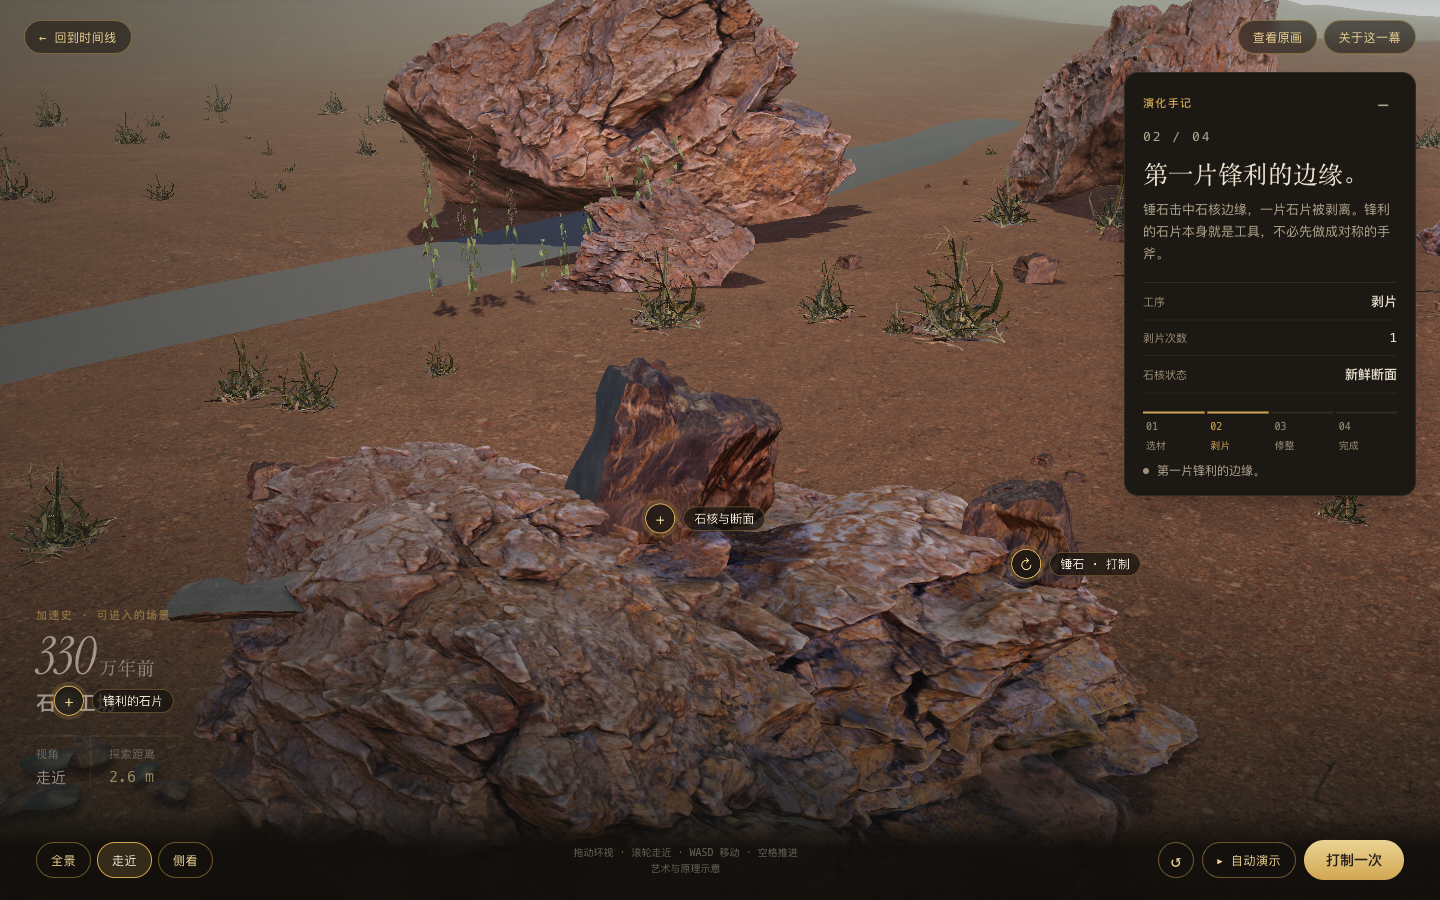 ← 回到时间线
查看原画
关于这一幕
演化手记
02 / 04
第一片锋利的边缘。
锤石击中石核边缘，一片石片被剥离。锋利
的石片本身就是工具，不必先做成对称的手
斧。
工序 剥片
剥片次数 1
石核状态 新鲜断面
01 02 03 04
选材 剥片 修整 完成
第一片锋利的边缘。
石核与断面
锤石 · 打制
加速史 · 可进入的场景
330 万年前
石 工
锋利的石片
视角 探索距离
走近 2.6 m
全景 走近 侧看
拖动环视 · 滚轮走近 · WASD 移动 · 空格推进
艺术与原理示意
自动演示
打制一次